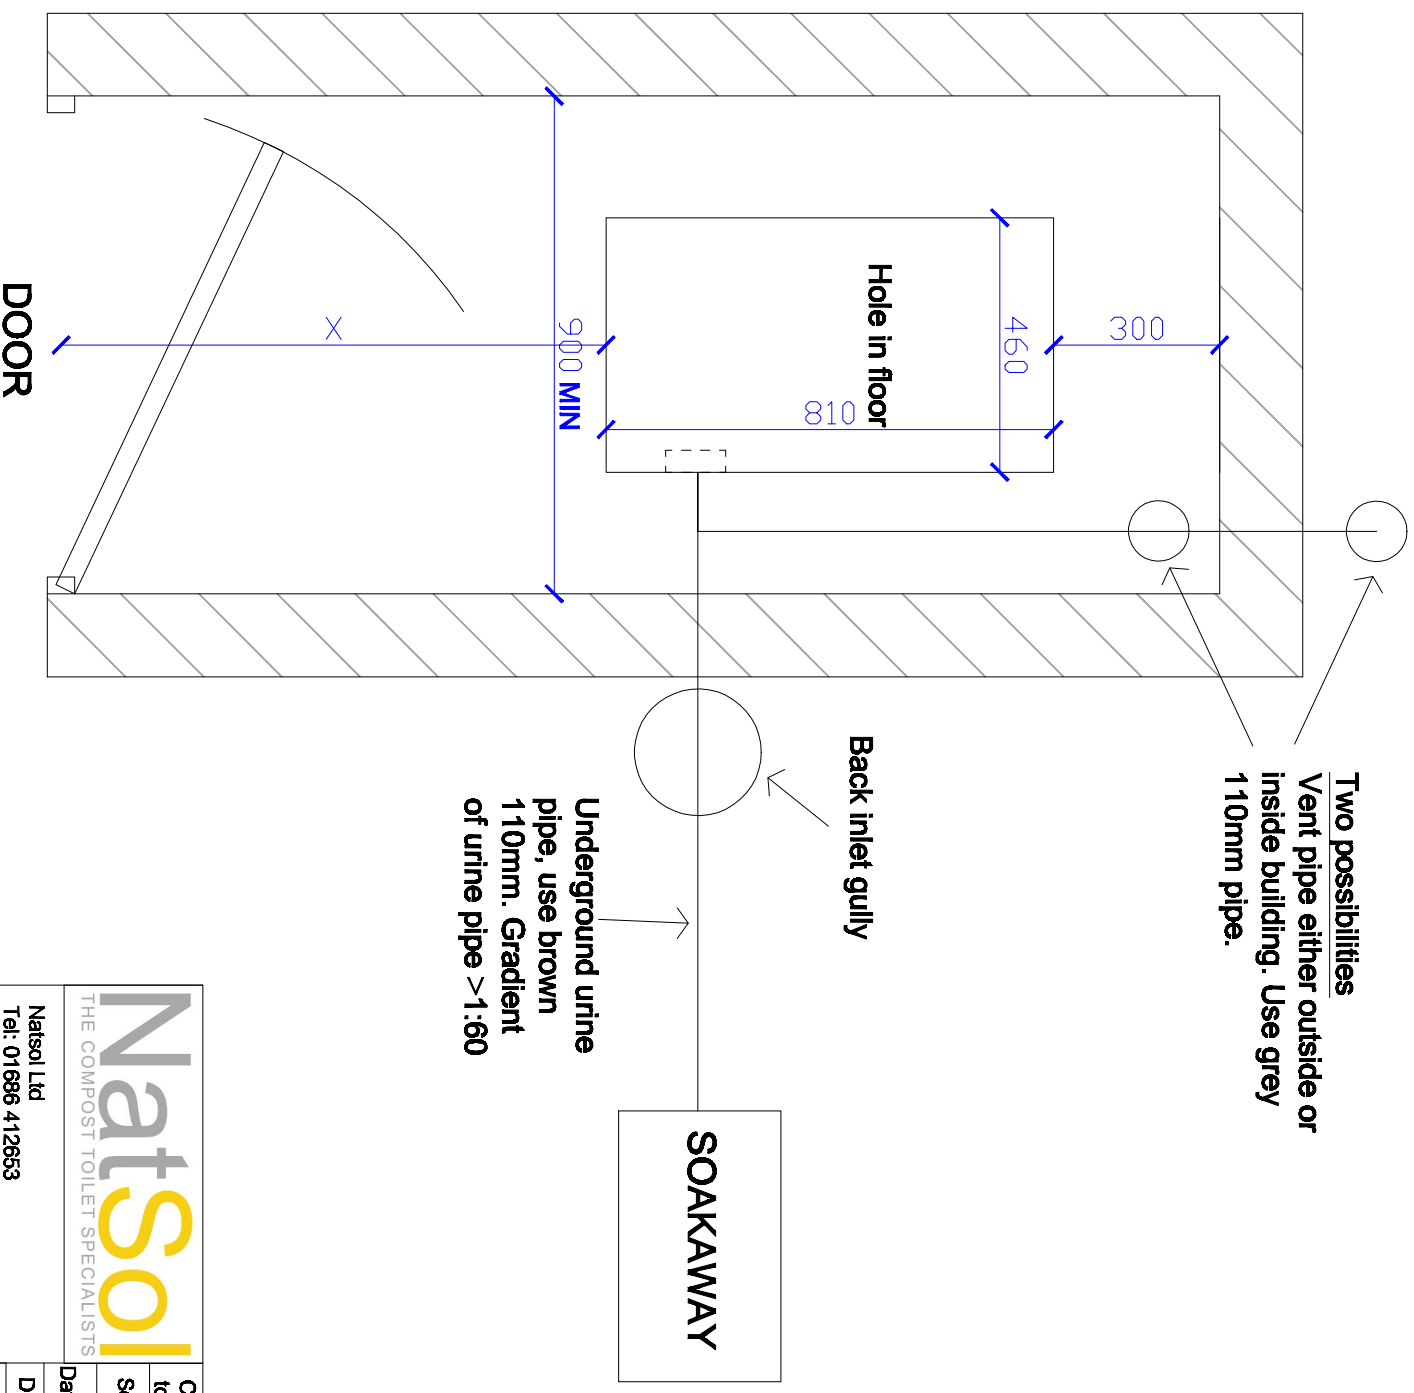 Two possibilities
Vent pipe either outside or
inside building. Use grey
110mm pipe.
300
460
Hole in floor
810
Back inlet gully
900 MIN
Underground urine
pipe, use brown
110mm. Gradient
of urine pipe >1:60
SOAKAWAY
X
DOOR
NatSol
THE COMPOST TOILET SPECIALISTS
Natsol Ltd
Tel: 01686 412653